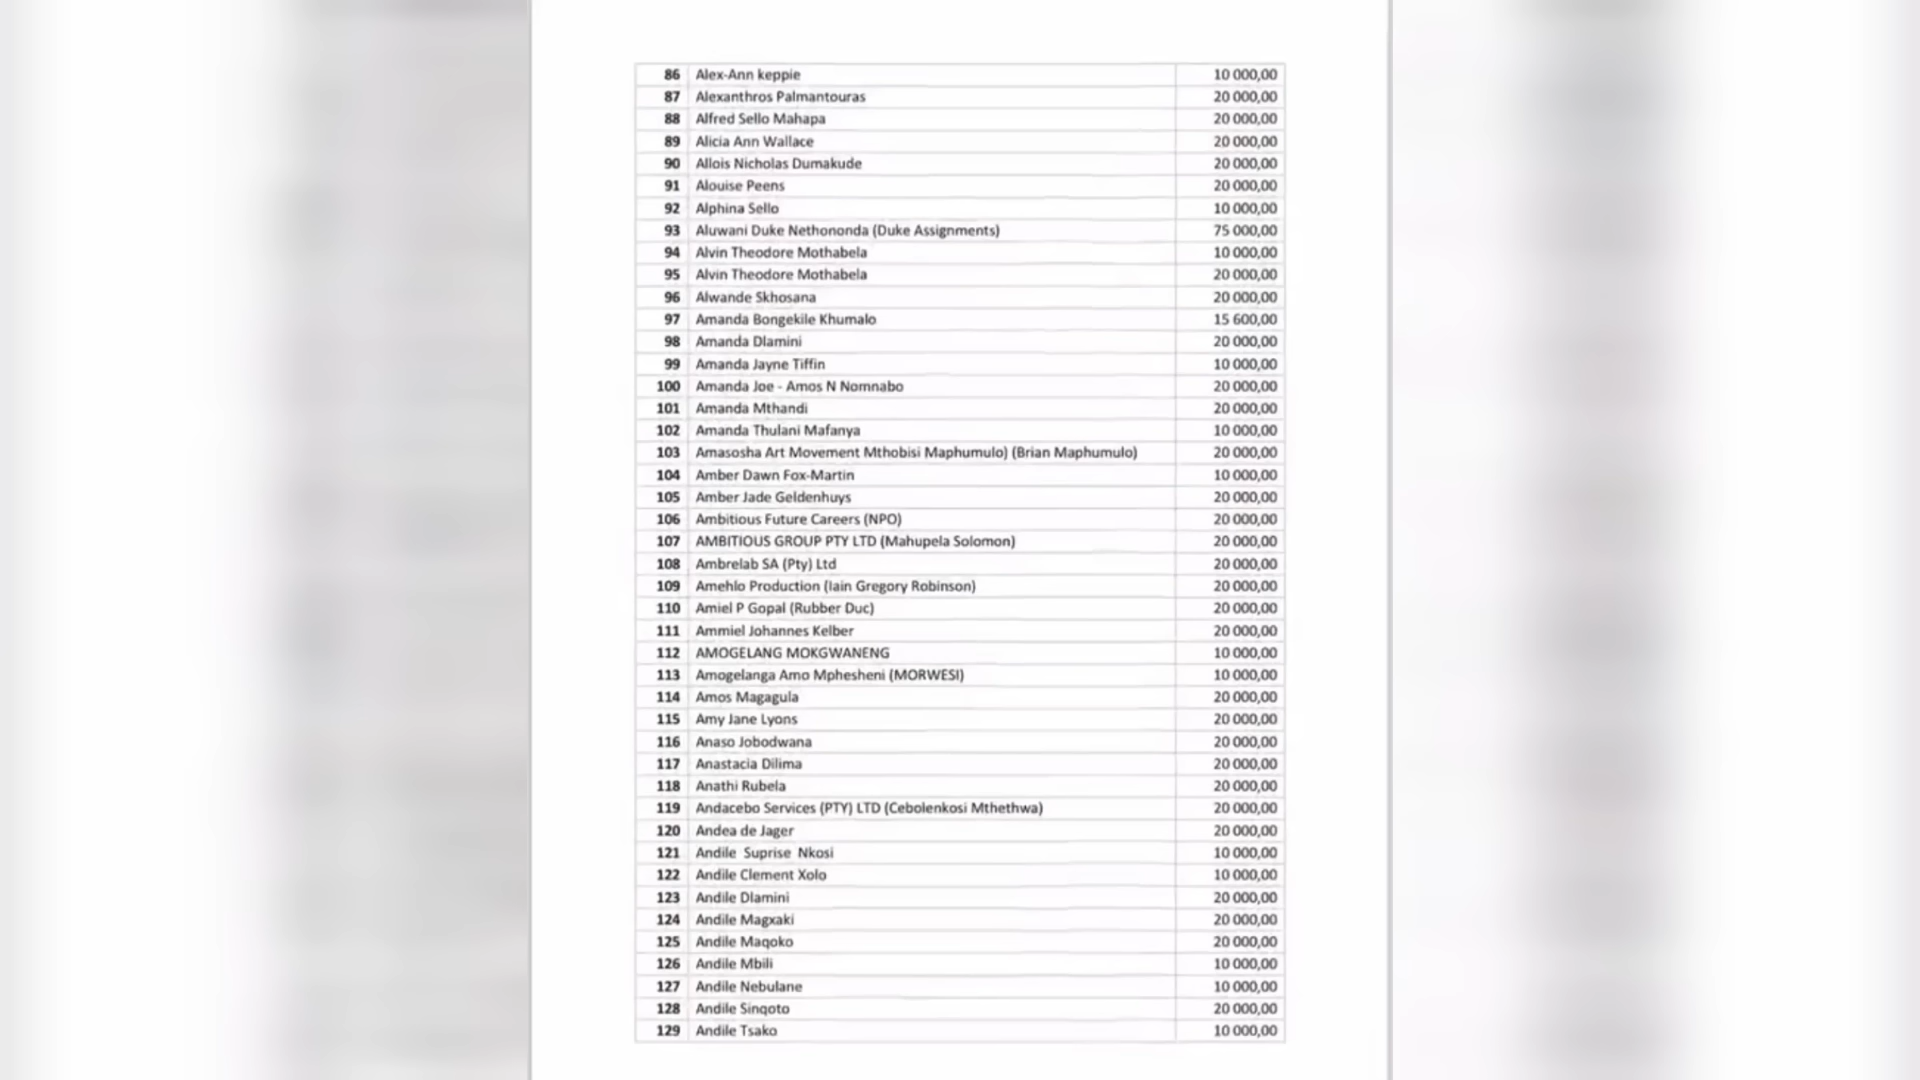 86 Alex-Ann keppie 10 000,00
87 Alexanthros Palmantouras 20 000,00
88 Alfred Sello Mahapa 20 000,00
89 Alicia Ann Wallace 20 000,00
90 Allois Nicholas Dumakude 20 000,00
91 Alouise Peens 20 000,00
92 Alphina Sello 10 000,00
93 Aluwani Duke Nethononda (Duke Assignments) 75 000,00
94 Alvin Theodore Mothabela 10 000,00
95 Alvin Theodore Mothabela 20 000,00
96 Alwande Skhosana 20 000,00
97 Amanda Bongekile Khumalo 15 600,00
98 Amanda Dlamini 20 000,00
99 Amanda Jayne Tiffin 10 000,00
100 Amanda Joe - Amos N Nomnabo 20 000,00
101 Amanda Mthandi 20 000,00
102 Amanda Thulani Mafanya 10 000,00
103 Amasosha Art Movement Mthobisi Maphumulo) (Brian Maphumulo) 20 000,00
104 Amber Dawn Fox-Martin 10 000,00
105 Amber Jade Geldenhuys 20 000,00
106 Ambitious Future Careers (NPO) 20 000,00
107 AMBITIOUS GROUP PTY LTD (Mahupela Solomon) 20 000,00
108 Ambrelab SA (Pty) Ltd 20 000,00
109 Amehlo Production (Iain Gregory Robinson) 20 000,00
110 Amiel P Gopal (Rubber Duc) 20 000,00
111 Ammiel Johannes Kelber 20 000,00
112 AMOGELANG MOKGWANENG 10 000,00
113 Amogelanga Amo Mphesheni (MORWESI) 10 000,00
114 Amos Magagula 20 000,00
115 Amy Jane Lyons 20 000,00
116 Anaso Jobodwana 20 000,00
117 Anastacia Dilima 20 000,00
118 Anathi Rubela 20 000,00
119 Andacebo Services (PTY) LTD (Cebolenkosi Mthethwa) 20 000,00
120 Andea de Jager 20 000,00
121 Andile Suprise Nkosi 10 000,00
122 Andile Clement Xolo 10 000,00
123 Andile Dlamini 20 000,00
124 Andile Magxaki 20 000,00
125 Andile Maqoko 20 000,00
126 Andile Mbili 10 000,00
127 Andile Nebulane 10 000,00
128 Andile Sinqoto 20 000,00
129 Andile Tsako 10 000,00